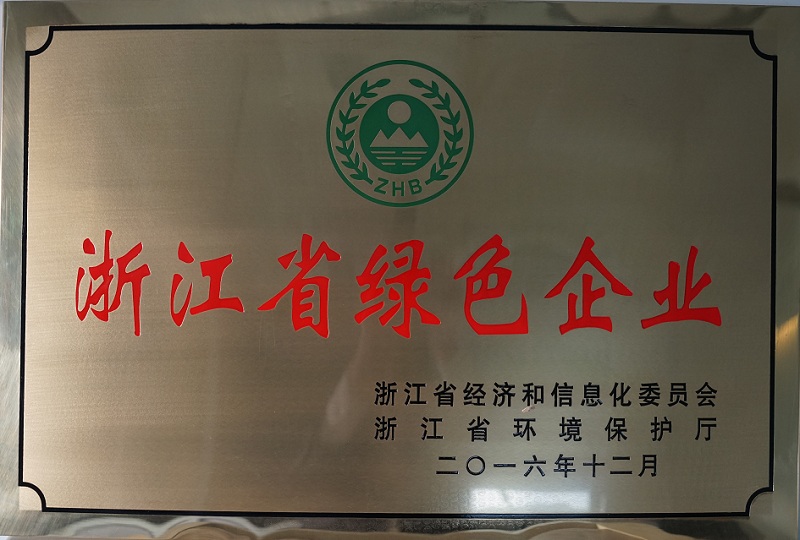 ZHB
浙江省绿色企业
浙江省经济和信息化委员会
浙江省环境保护厅
二〇一六年十二月